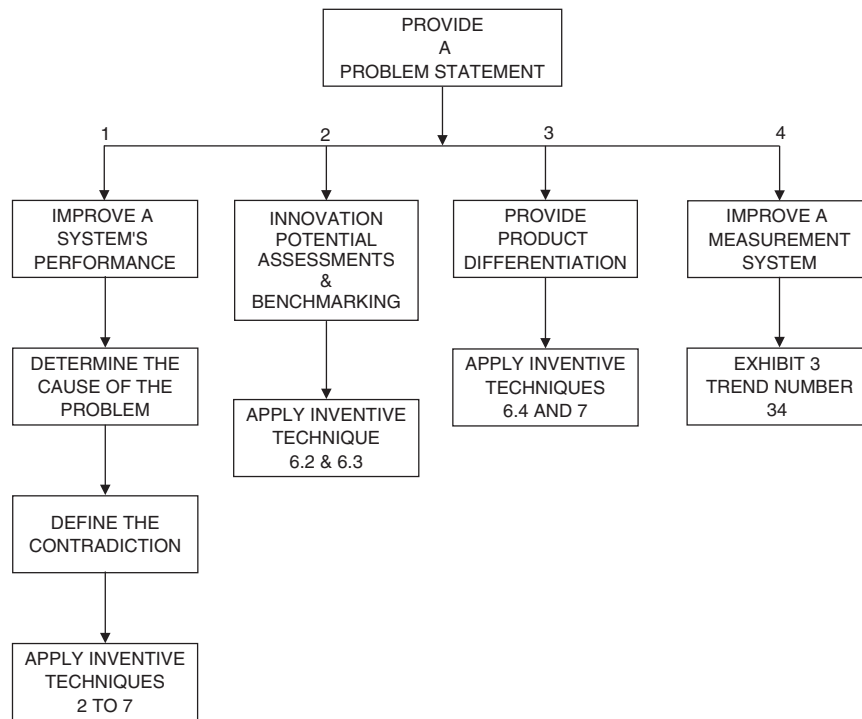 PROVIDE
A
PROBLEM STATEMENT
1
2
3
4
IMPROVE A
SYSTEM'S
PERFORMANCE
INNOVATION
POTENTIAL
ASSESSMENTS
&
BENCHMARKING
PROVIDE
PRODUCT
DIFFERENTIATION
IMPROVE A
MEASUREMENT
SYSTEM
DETERMINE THE
CAUSE OF THE
PROBLEM
APPLY INVENTIVE
TECHNIQUE
6.2 & 6.3
APPLY INVENTIVE
TECHNIQUES
6.4 AND 7
EXHIBIT 3
TREND NUMBER
34
DEFINE THE
CONTRADICTION
APPLY INVENTIVE
TECHNIQUES
2 TO 7